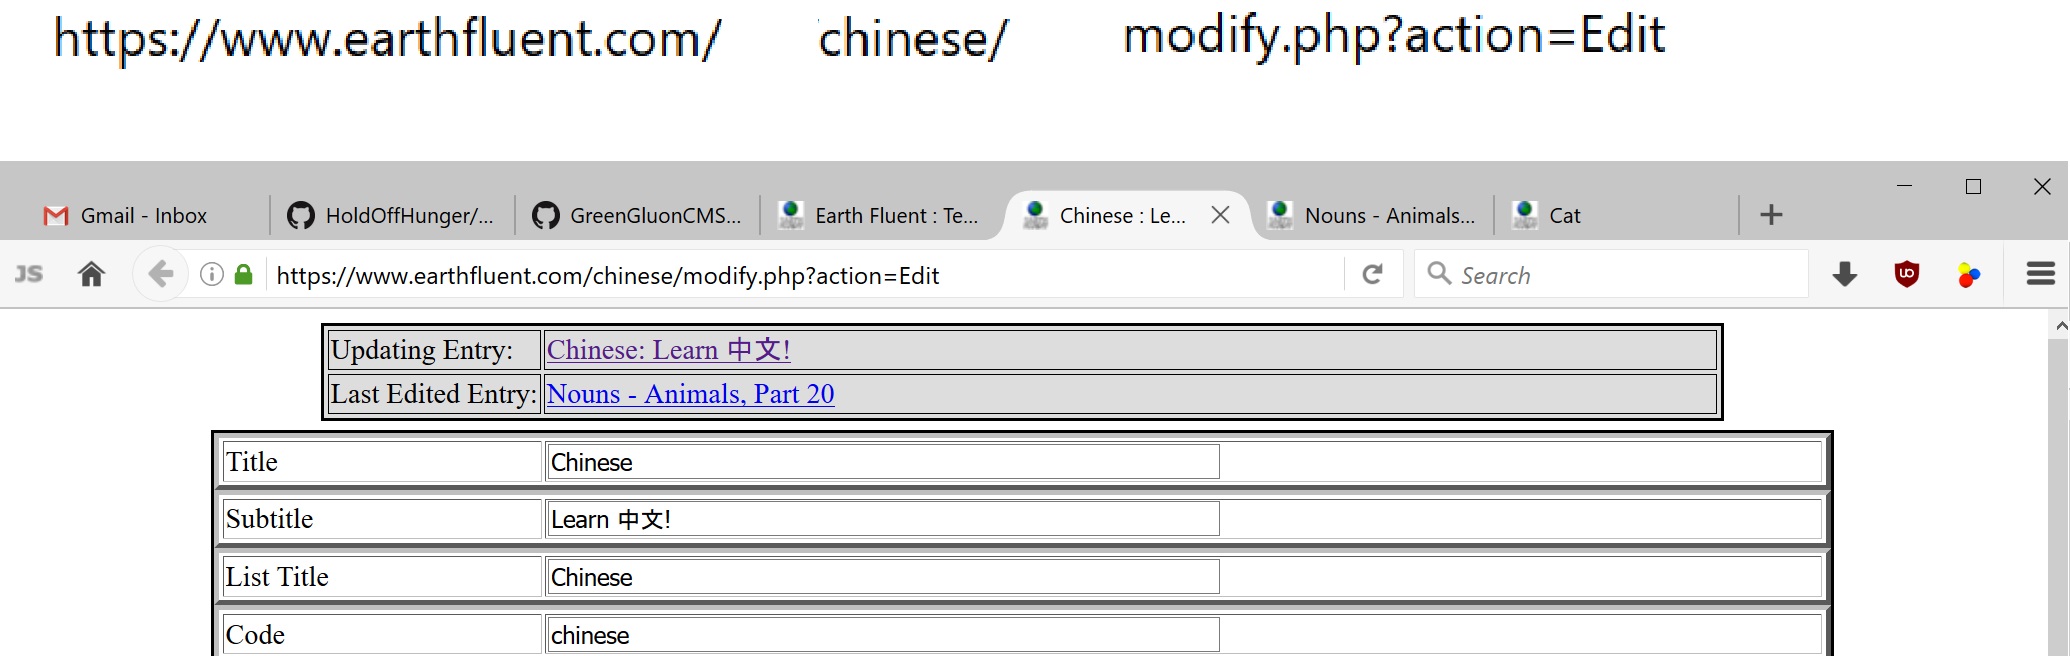 https://www.earthfluent.com/ chinese/ modify.php?action=Edit
Gmail - Inbox HoldOffHunger/... GreenGluonCMS... Earth Fluent : Te... Chinese : Le... Nouns - Animals... Cat
JS https://www.earthfluent.com/chinese/modify.php?action=Edit Search
Updating Entry: Chinese: Learn 中文!
Last Edited Entry: Nouns - Animals, Part 20
Title Chinese
Subtitle Learn 中文!
List Title Chinese
Code chinese